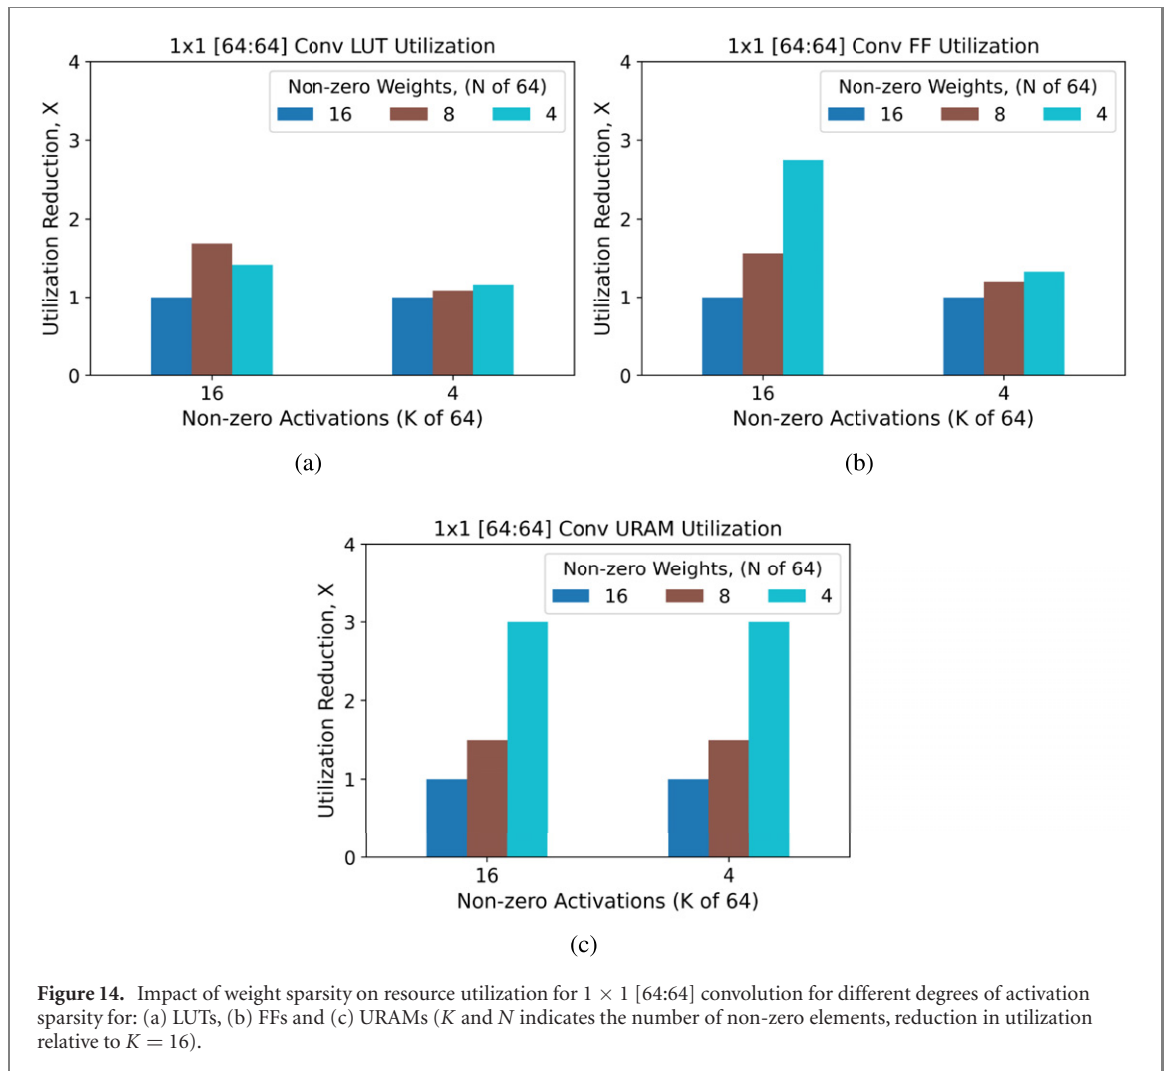 1x1 [64:64] Conv LUT Utilization
Utilization Reduction, X
4
3
2
1
0
Non-zero Weights, (N of 64)
16 8 4
16 4
Non-zero Activations (K of 64)
(a)
1x1 [64:64] Conv FF Utilization
Utilization Reduction, X
4
3
2
1
0
Non-zero Weights, (N of 64)
16 8 4
16 4
Non-zero Activations (K of 64)
(b)
1x1 [64:64] Conv URAM Utilization
Utilization Reduction, X
4
3
2
1
0
Non-zero Weights, (N of 64)
16 8 4
16 4
Non-zero Activations (K of 64)
(c)
Figure 14. Impact of weight sparsity on resource utilization for 1 × 1 [64:64] convolution for different degrees of activation
sparsity for: (a) LUTs, (b) FFs and (c) URAMs (K and N indicates the number of non-zero elements, reduction in utilization
relative to K = 16).